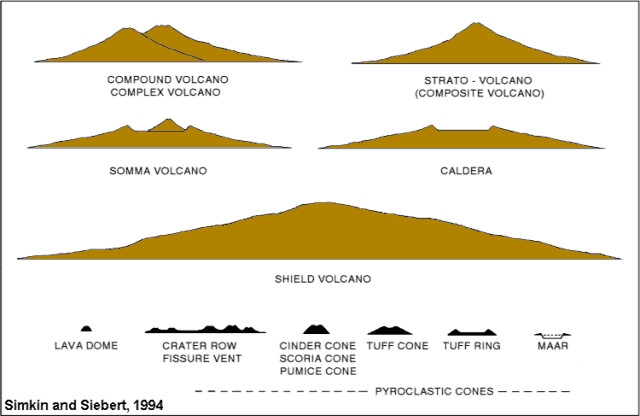 COMPOUND VOLCANO
COMPLEX VOLCANO
STRATO - VOLCANO
(COMPOSITE VOLCANO)
SOMMA VOLCANO
CALDERA
SHIELD VOLCANO
LAVA DOME
CRATER ROW
FISSURE VENT
CINDER CONE
SCORIA CONE
PUMICE CONE
TUFF CONE
TUFF RING
MAAR
PYROCLASTIC CONES
Simkin and Siebert, 1994